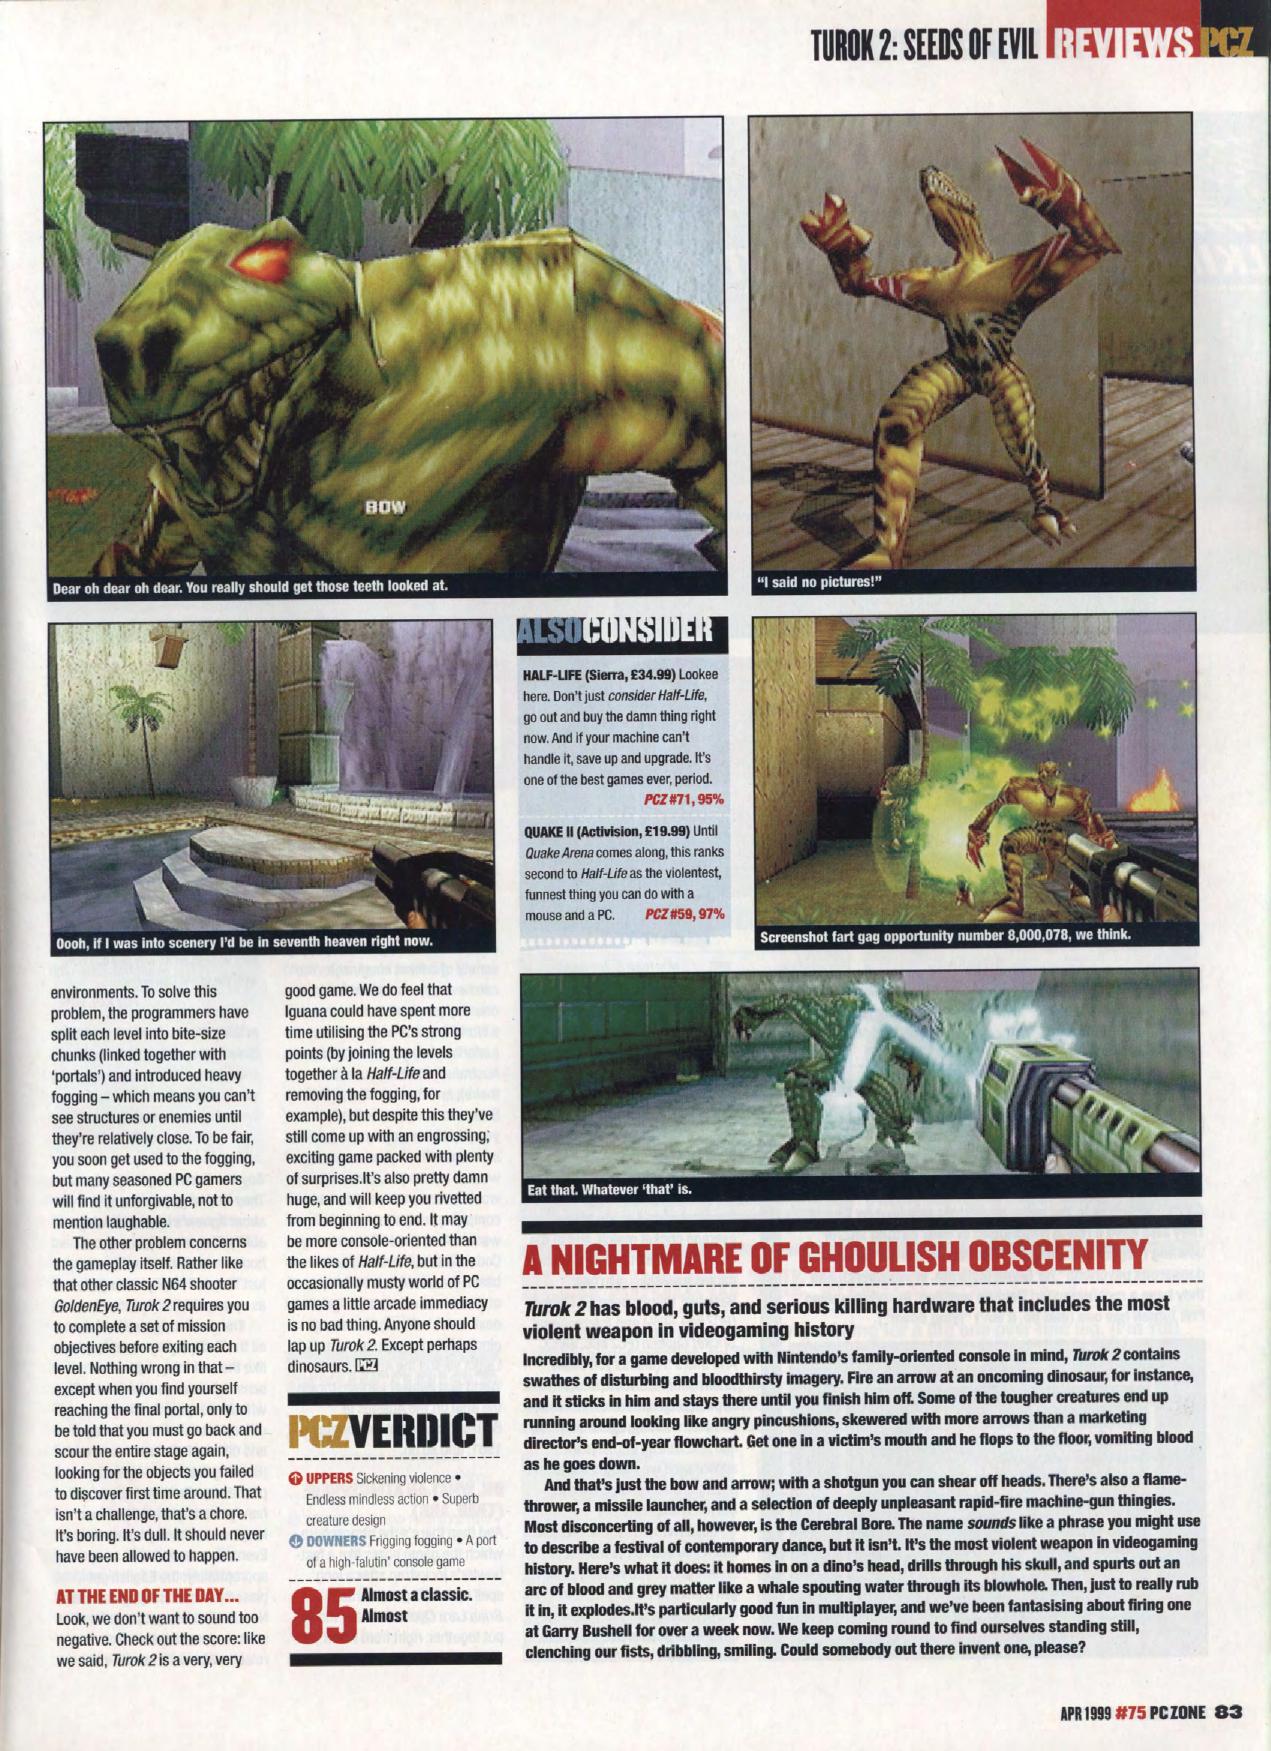 TUROK 2: SEEDS OF EVIL REVIEWS PCZ
BOW
Dear oh dear oh dear. You really should get those teeth looked at.
"I said no pictures!"
Oooh, if I was into scenery I'd be in seventh heaven right now.
ALSO CONSIDER
HALF-LIFE (Sierra, £34.99) Lookee
here. Don't just consider Half-Life,
go out and buy the damn thing right
now. And if your machine can't
handle it, save up and upgrade. It's
one of the best games ever, period.
PCZ #71, 95%
QUAKE II (Activision, £19.99) Until
Quake Arena comes along, this ranks
second to Half-Life as the violentest,
funnest thing you can do with a
mouse and a PC. PCZ #59, 97%
Screenshot fart gag opportunity number 8,000,078, we think.
Eat that. Whatever 'that' is.
environments. To solve this
problem, the programmers have
split each level into bite-size
chunks (linked together with
'portals') and introduced heavy
fogging – which means you can't
see structures or enemies until
they're relatively close. To be fair,
you soon get used to the fogging,
but many seasoned PC gamers
will find it unforgivable, not to
mention laughable.
The other problem concerns
the gameplay itself. Rather like
that other classic N64 shooter
GoldenEye, Turok 2 requires you
to complete a set of mission
objectives before exiting each
level. Nothing wrong in that –
except when you find yourself
reaching the final portal, only to
be told that you must go back and
scour the entire stage again,
looking for the objects you failed
to discover first time around. That
isn't a challenge, that's a chore.
It's boring. It's dull. It should never
have been allowed to happen.
AT THE END OF THE DAY...
Look, we don't want to sound too
negative. Check out the score: like
we said, Turok 2 is a very, very
good game. We do feel that
Iguana could have spent more
time utilising the PC's strong
points (by joining the levels
together à la Half-Life and
removing the fogging, for
example), but despite this they've
still come up with an engrossing,
exciting game packed with plenty
of surprises.It's also pretty damn
huge, and will keep you rivetted
from beginning to end. It may
be more console-oriented than
the likes of Half-Life, but in the
occasionally musty world of PC
games a little arcade immediacy
is no bad thing. Anyone should
lap up Turok 2. Except perhaps
dinosaurs. PCZ
PCZ VERDICT
UPPERS Sickening violence •
Endless mindless action • Superb
creature design
DOWNERS Frigging fogging • A port
of a high-falutin' console game
85 Almost a classic.
Almost
A NIGHTMARE OF GHOULISH OBSCENITY
Turok 2 has blood, guts, and serious killing hardware that includes the most
violent weapon in videogaming history
Incredibly, for a game developed with Nintendo's family-oriented console in mind, Turok 2 contains
swathes of disturbing and bloodthirsty imagery. Fire an arrow at an oncoming dinosaur, for instance,
and it sticks in him and stays there until you finish him off. Some of the tougher creatures end up
running around looking like angry pincushions, skewered with more arrows than a marketing
director's end-of-year flowchart. Get one in a victim's mouth and he flops to the floor, vomiting blood
as he goes down.
And that's just the bow and arrow; with a shotgun you can shear off heads. There's also a flame-
thrower, a missile launcher, and a selection of deeply unpleasant rapid-fire machine-gun thingies.
Most disconcerting of all, however, is the Cerebral Bore. The name sounds like a phrase you might use
to describe a festival of contemporary dance, but it isn't. It's the most violent weapon in videogaming
history. Here's what it does: it homes in on a dino's head, drills through his skull, and spurts out an
arc of blood and grey matter like a whale spouting water through its blowhole. Then, just to really rub
it in, it explodes.It's particularly good fun in multiplayer, and we've been fantasising about firing one
at Garry Bushell for over a week now. We keep coming round to find ourselves standing still,
clenching our fists, dribbling, smiling. Could somebody out there invent one, please?
APR 1999 #75 PC ZONE 83